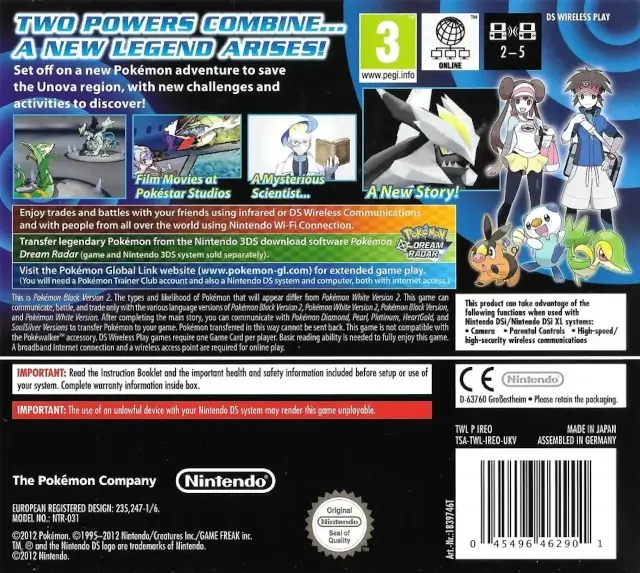 TWO POWERS COMBINE...
A NEW LEGEND ARISES!
Set off on a new Pokémon adventure to save
the Unova region, with new challenges and
activities to discover!
3
www.pegi.info
ONLINE
2–5
DS WIRELESS PLAY
Film Movies at
Pokéstar Studios
A Mysterious
Scientist...
A New Story!
Enjoy trades and battles with your friends using infrared or DS Wireless Communications
and with people from all over the world using Nintendo Wi-Fi Connection.
Transfer legendary Pokémon from the Nintendo 3DS download software Pokémon
Dream Radar (game and Nintendo 3DS system sold separately).
Pokémon
DREAM
RADAR
Visit the Pokémon Global Link website (www.pokemon-gl.com) for extended game play.
(You will need a Pokémon Trainer Club account and also a Nintendo DS system and computer, both with internet access.)
This is Pokémon Black Version 2. The types and likelihood of Pokémon that will appear differ from Pokémon White Version 2. This game can
communicate, battle, and trade only with the various language versions of Pokémon Black Version 2, Pokémon White Version 2, Pokémon Black Version,
and Pokémon White Version. After completing the main story, you can communicate with Pokémon Diamond, Pearl, Platinum, HeartGold, and
SoulSilver Versions to transfer Pokémon to your game. Pokémon transferred in this way cannot be sent back. This game is not compatible with
the Pokéwalker™ accessory. DS Wireless Play games require one Game Card per player. Basic reading ability is needed to fully enjoy this game.
A broadband internet connection and a wireless access point are required for online play.
This product can take advantage of the
following functions when used with
Nintendo DSi/Nintendo DSi XL systems:
• Camera • Parental Controls • High-speed/
high-security wireless communications
IMPORTANT: Read the Instruction Booklet and the important health and safety information included before setup or use of
your system. Complete warranty information inside box.
IMPORTANT: The use of an unlawful device with your Nintendo DS system may render this game unplayable.
CE Nintendo
D-63760 Großostheim • Please retain the packaging.
TWL P IREO MADE IN JAPAN
TSA-TWL-IREO-UKV ASSEMBLED IN GERMANY
The Pokémon Company Nintendo
EUROPEAN REGISTERED DESIGN: 235,247-1/6.
MODEL NO.: NTR-031
©2012 Pokémon. ©1995–2012 Nintendo/Creatures Inc./GAME FREAK inc.
TM, ® and the Nintendo DS logo are trademarks of Nintendo.
©2012 Nintendo.
Original
Nintendo
Seal of
Quality
Art.-Nr.: 1839746T
0 45496 46290 1